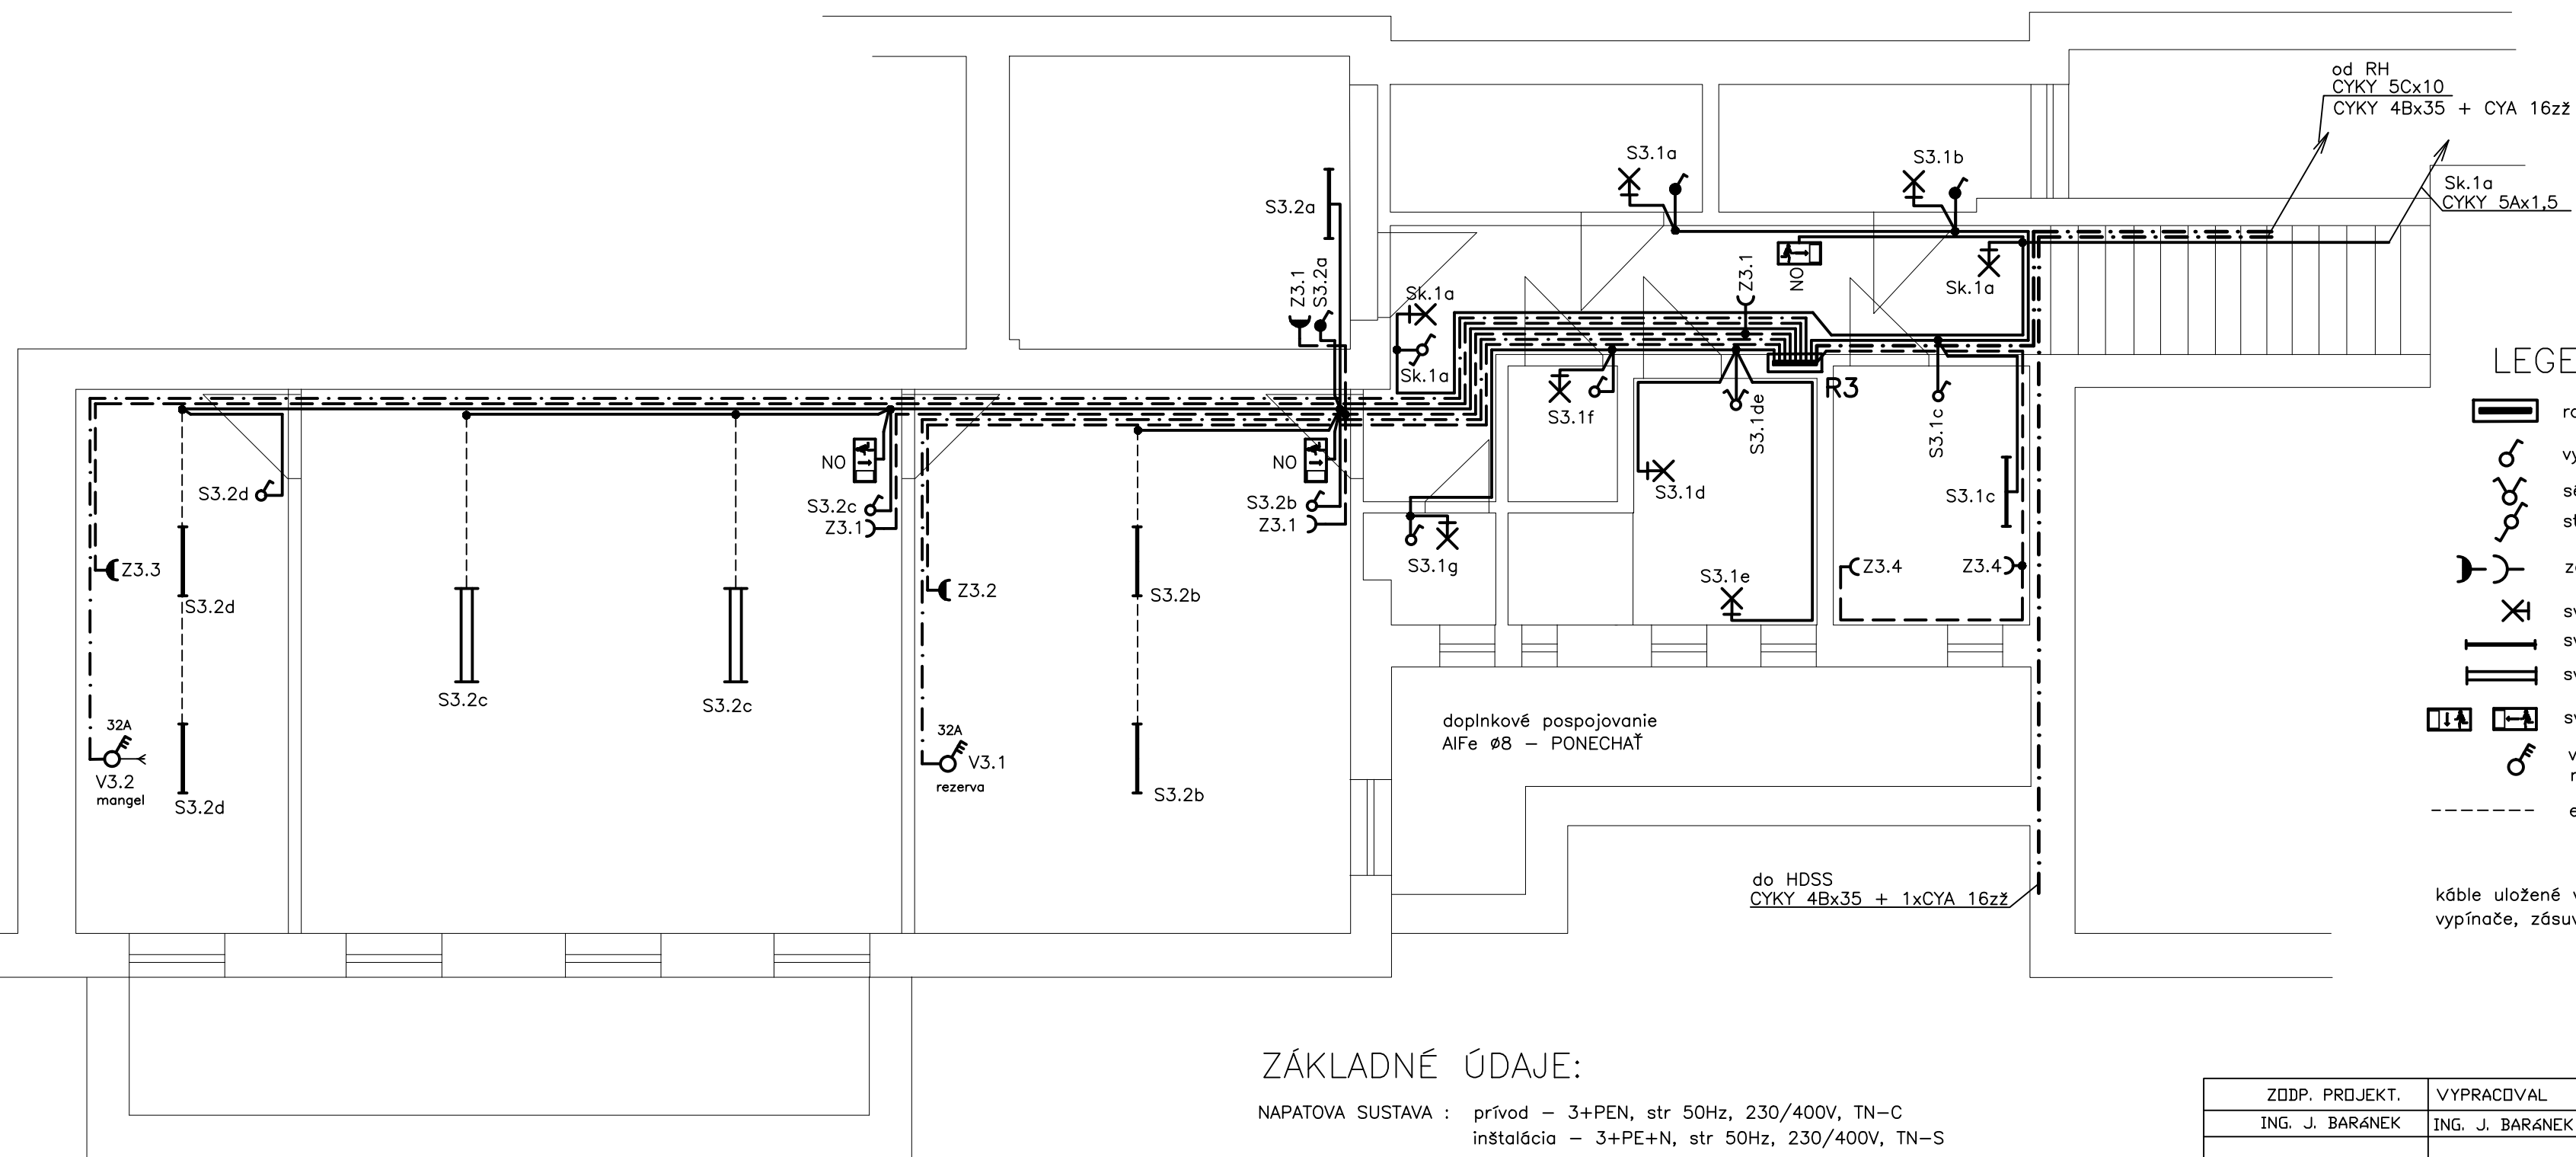 od RH
CYKY 5Cx10
CYKY 4Bx35 + CYA 16zž
S3.1a
S3.1b
Sk.1a
CYKY 5Ax1,5
S3.2a
Z3.1
S3.2a
Sk.1a
Sk.1a
Z3.1
NO
Sk.1a
R3
S3.1f
S3.1de
S3.1c
S3.1d
S3.1c
S3.1g
S3.1e
Z3.4
Z3.4
NO
S3.2b
Z3.1
NO
S3.2c
Z3.1
S3.2d
Z3.3
S3.2d
Z3.2
S3.2b
S3.2c
S3.2c
32A
V3.2
mangel
S3.2d
32A
V3.1
rezerva
S3.2b
doplnkové pospojovanie
AlFe ø8 – PONECHAŤ
do HDSS
CYKY 4Bx35 + 1xCYA 16zž
LEGE
káble uložené
vypínače,
ZÁKLADNÉ ÚDAJE:
NAPATOVA SUSTAVA : prívod – 3+PEN, str 50Hz, 230/400V, TN–C
inštalácia – 3+PE+N, str 50Hz, 230/400V, TN–S
ZODP. PROJEKT. VYPRACOVAL
ING. J. BARáNEK ING. J. BARáNEK